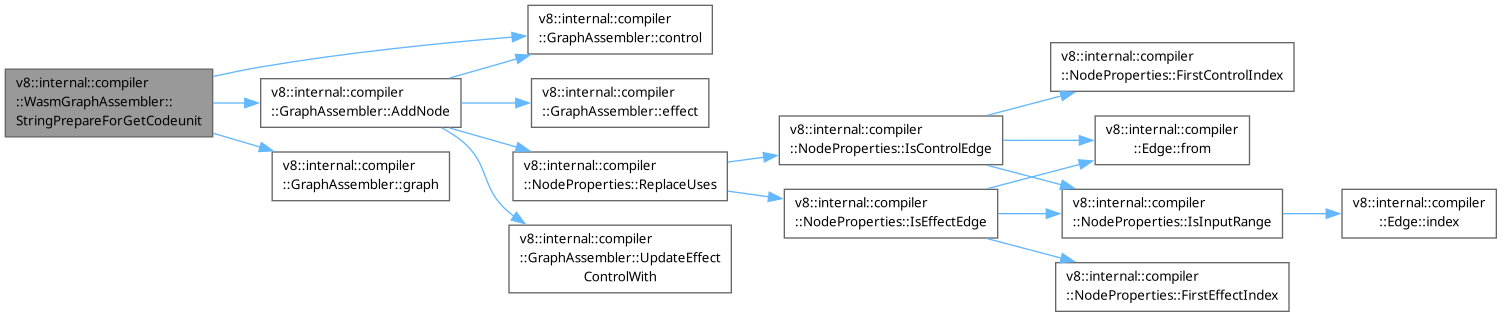 v8::internal::compiler
::WasmGraphAssembler::
StringPrepareForGetCodeunit
v8::internal::compiler
::GraphAssembler::control
v8::internal::compiler
::GraphAssembler::AddNode
v8::internal::compiler
::GraphAssembler::effect
v8::internal::compiler
::GraphAssembler::graph
v8::internal::compiler
::NodeProperties::ReplaceUses
v8::internal::compiler
::GraphAssembler::UpdateEffect
ControlWith
v8::internal::compiler
::NodeProperties::IsControlEdge
v8::internal::compiler
::NodeProperties::IsEffectEdge
v8::internal::compiler
::NodeProperties::FirstControlIndex
v8::internal::compiler
::Edge::from
v8::internal::compiler
::NodeProperties::IsInputRange
v8::internal::compiler
::NodeProperties::FirstEffectIndex
v8::internal::compiler
::Edge::index